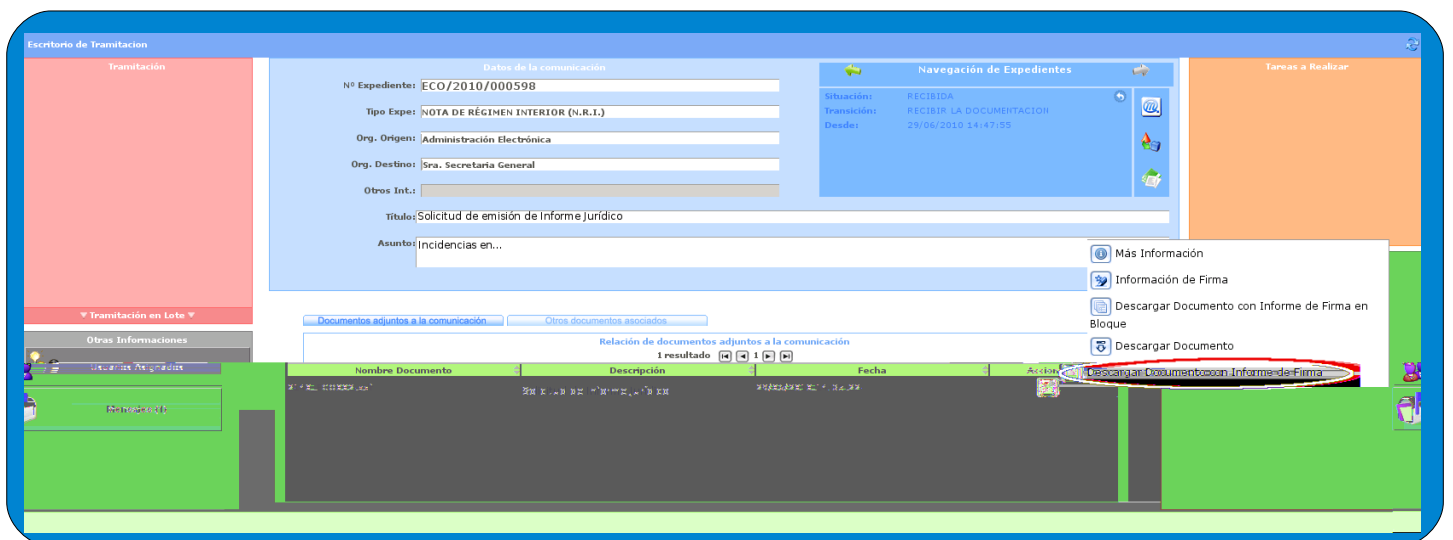 Escritorio de Tramitacion
Tramitación
▼ Tramitación en Lote ▼
Otras Informaciones
Usuarios Asignados
Datos de la comunicación
Nº Expediente: ECO/2010/000598
Tipo Expe: NOTA DE RÉGIMEN INTERIOR (N.R.I.)
Org. Origen: Administración Electrónica
Org. Destino: Sra. Secretaria General
Otros Int.:
Título: Solicitud de emisión de Informe Jurídico
Asunto: Incidencias en...
Navegación de Expedientes
Situación: RECIBIDA
Transición: RECIBIR LA DOCUMENTACION
Desde: 29/06/2010 14:47:55
Tareas a Realizar
Más Información
Información de Firma
Descargar Documento con Informe de Firma en
Bloque
Descargar Documento
Descargar Documento con Informe de Firma
Documentos adjuntos a la comunicación
Otros documentos asociados
Relación de documentos adjuntos a la comunicación
1 resultado 1
Nombre Documento Descripción Fecha